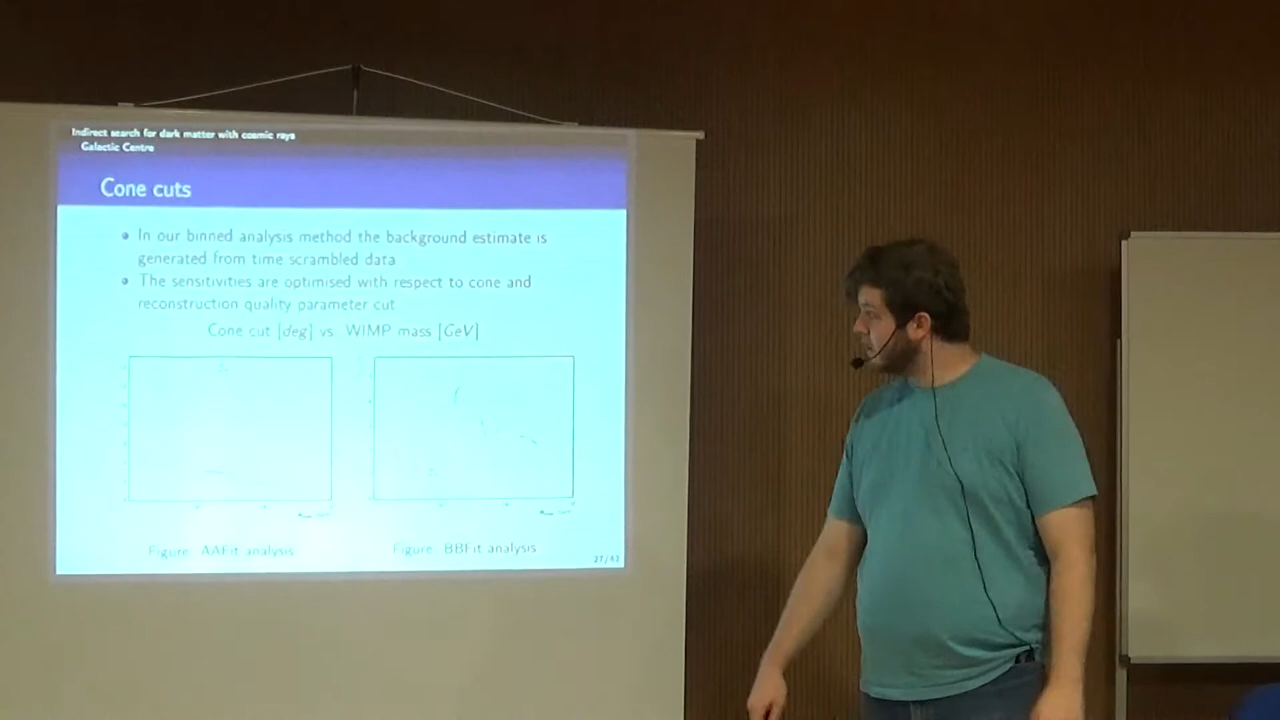 Indirect search for dark matter with cosmic rays
Galactic Centre
Cone cuts
In our binned analysis method the background estimate is
generated from time scrambled data
The sensitivities are optimised with respect to cone and
reconstruction quality parameter cut
Cone cut [deg] vs. WIMP mass [GeV]
Figure: AAFit analysis
Figure: BBFit analysis